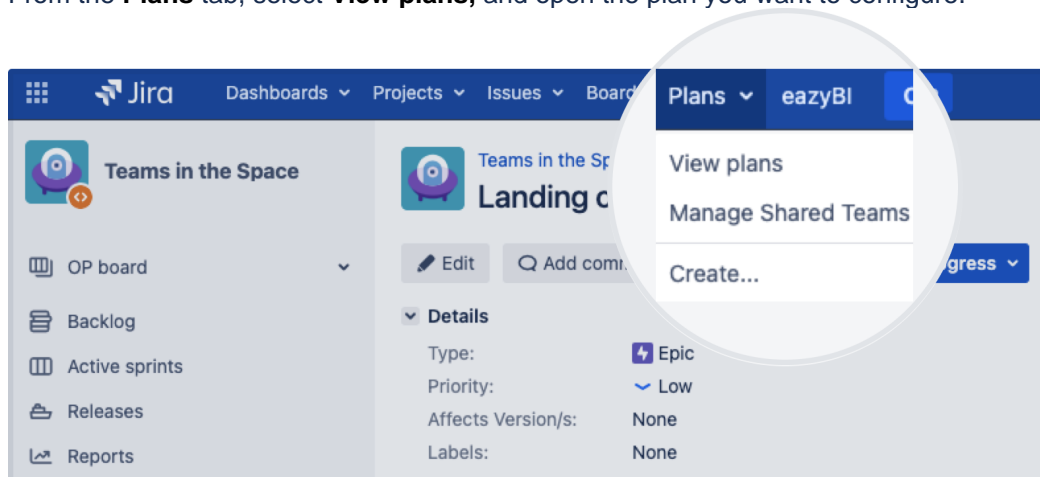 From the Plans tab, select View plans, and open the plan you want to configure.
Jira Dashboards Projects Issues Board Plans eazyBI
Teams in the Space
Teams in the Sp
Landing
View plans
Manage Shared Teams
Create...
OP board
Edit Add comm
gress
Backlog
Active sprints
Releases
Reports
Details
Type: Epic
Priority: Low
Affects Version/s: None
Labels: None